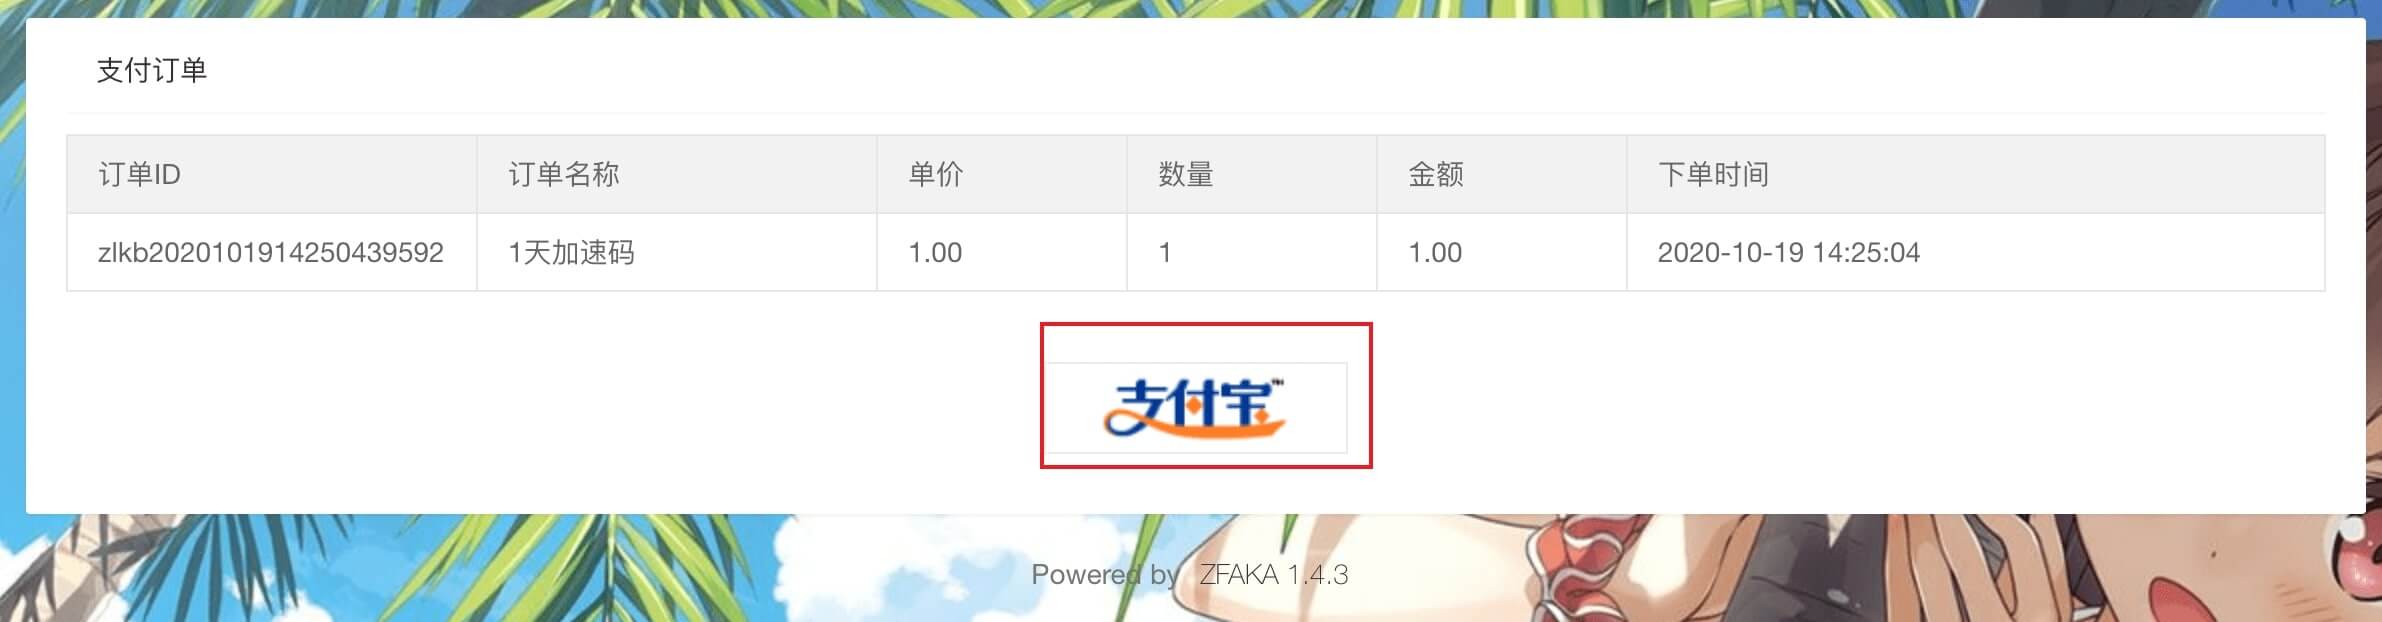 支付订单
订单ID 订单名称 单价 数量 金额 下单时间
zlkb2020101914250439592 1天加速码 1.00 1 1.00 2020-10-19 14:25:04
支付宝™
Powered by ZFAKA 1.4.3